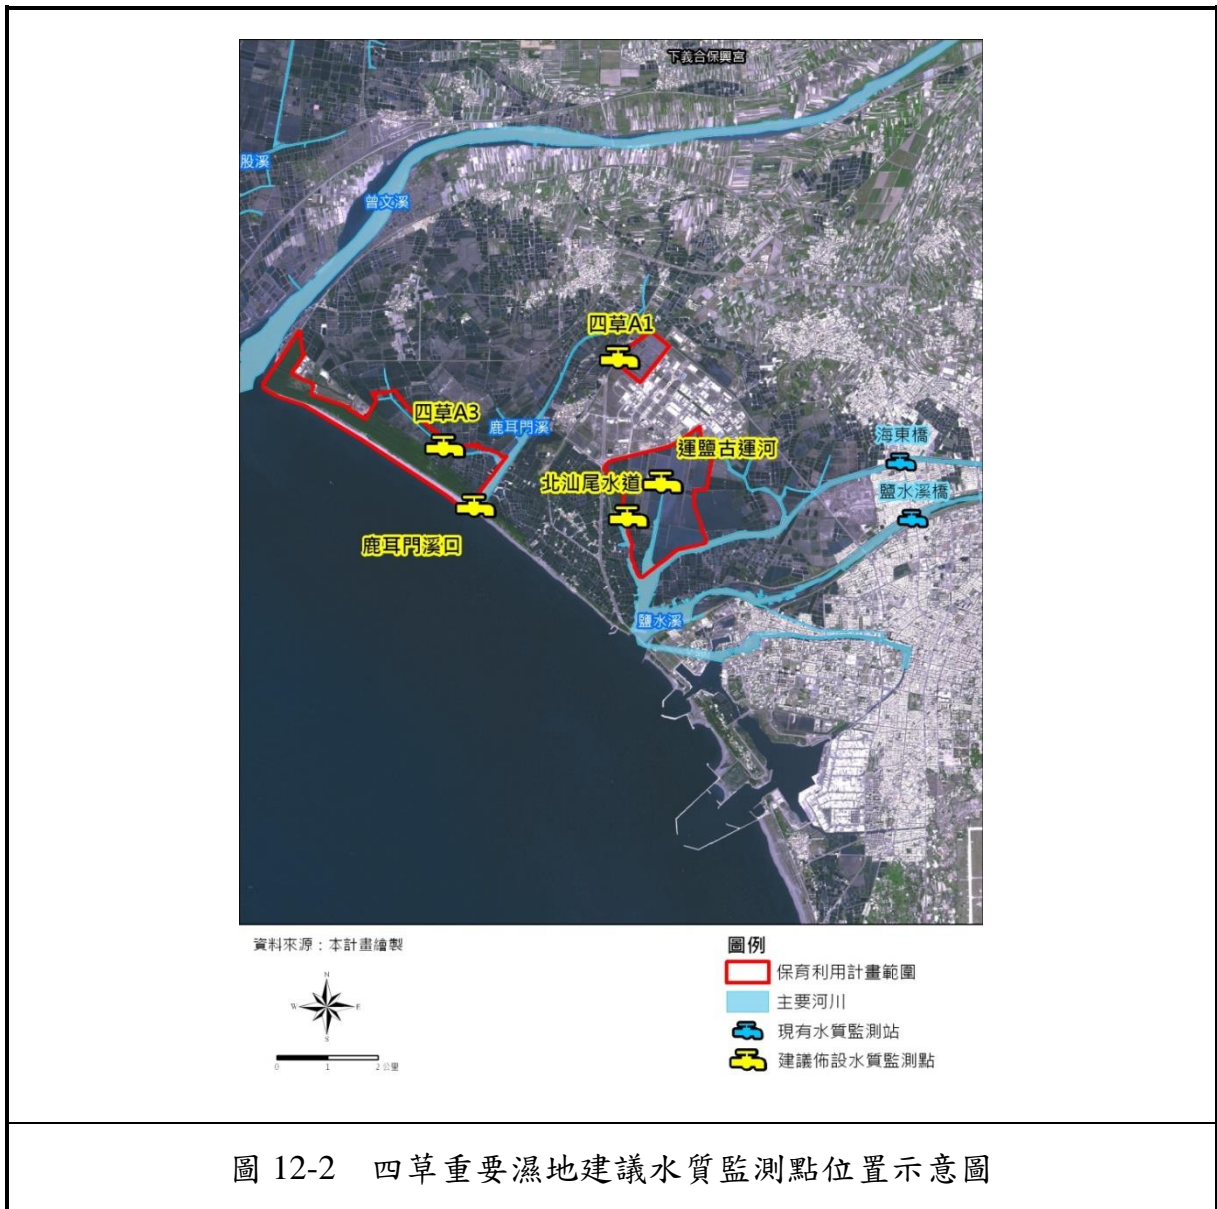 下義合保興宮
股溪
曾文溪
四草A1
四草A3
鹿耳門溪
海東橋
運鹽古運河
北汕尾水道
鹽水溪橋
鹿耳門溪口
鹽水溪
資料來源：本計畫繪製
N
W E
S
0 1 2 公里
圖例
保育利用計畫範圍
主要河川
現有水質監測站
建議佈設水質監測點
圖 12-2 四草重要濕地建議水質監測點位置示意圖